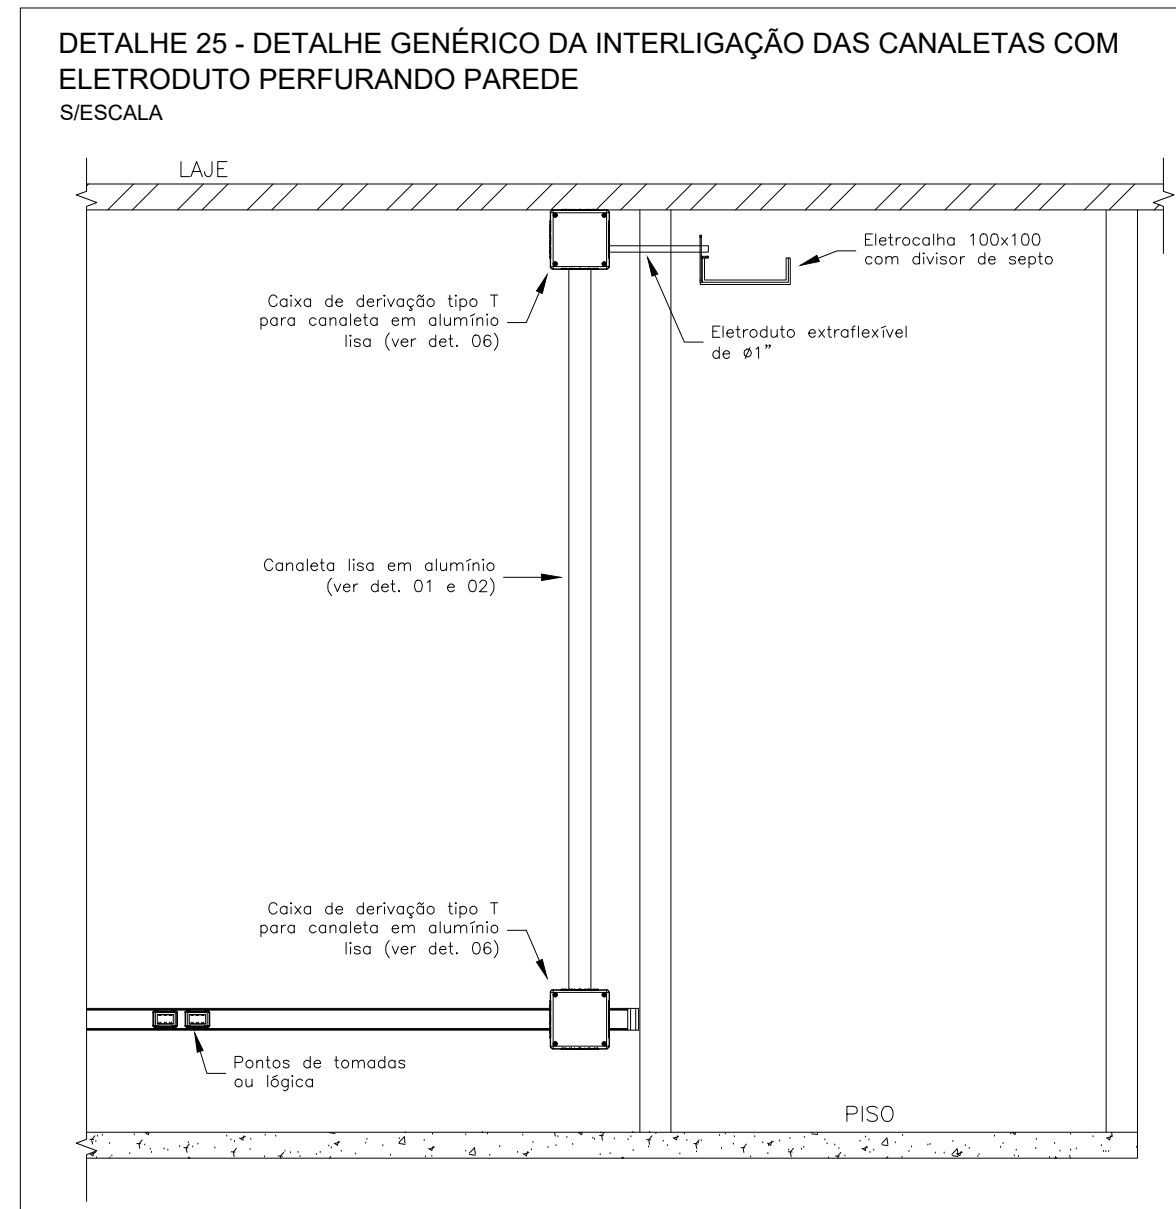 DETALHE 25 - DETALHE GENÉRICO DA INTERLIGAÇÃO DAS CANALETAS COM
ELETRODUTO PERFURANDO PAREDE
S/ESCALA
LAJE
Eletrocalha 100x100
com divisor de septo
Caixa de derivação tipo T
para canaleta em alumínio
lisa (ver det. 06)
Eletroduto extraflexível
de ø1”
Canaleta lisa em alumínio
(ver det. 01 e 02)
Caixa de derivação tipo T
para canaleta em alumínio
lisa (ver det. 06)
Pontos de tomadas
ou lógica
PISO